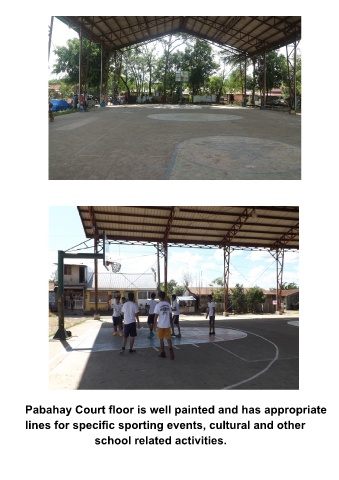 Pabahay Court floor is well painted and has appropriate
lines for specific sporting events, cultural and other
school related activities.